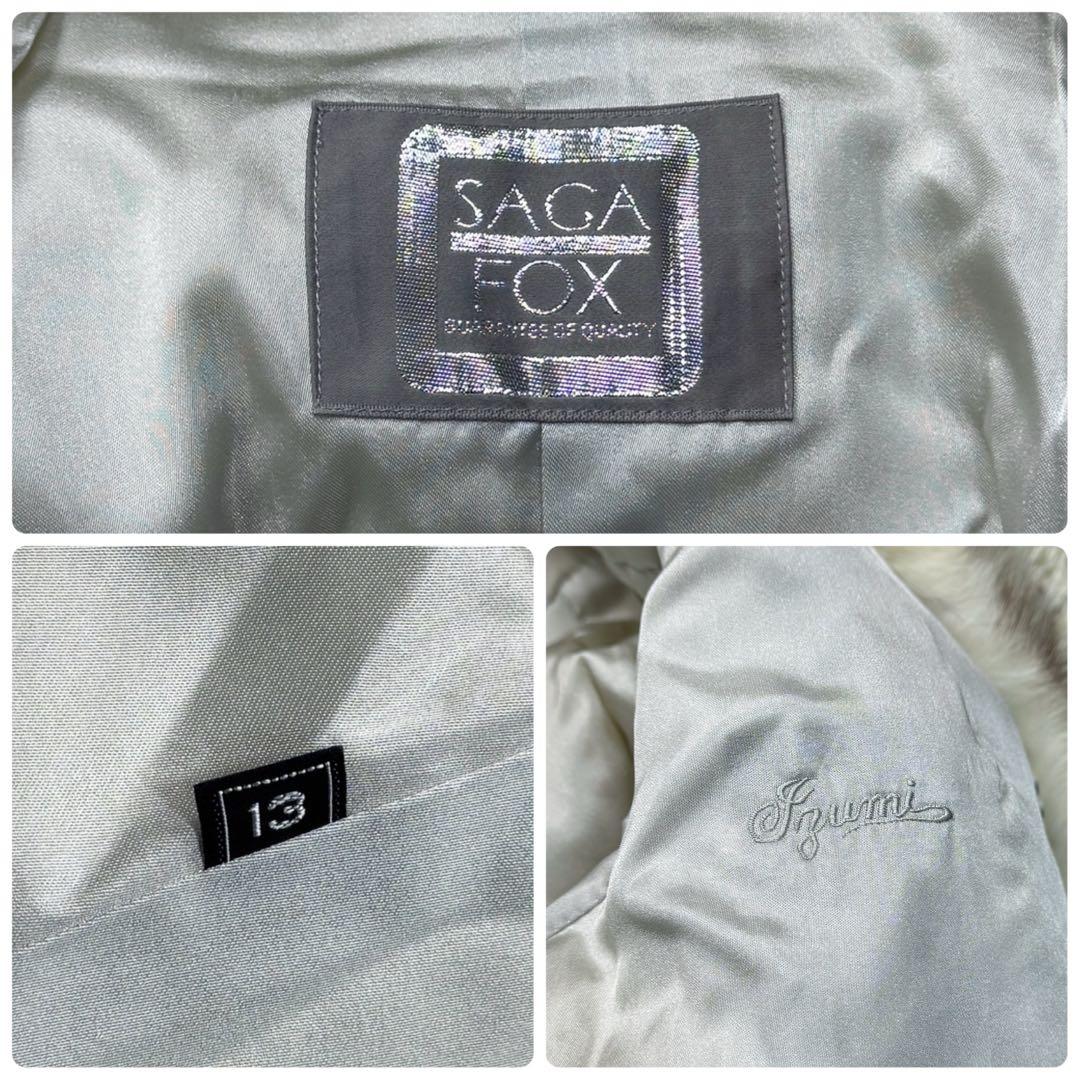 SAGA
FOX
GUARANTEE OF QUALITY
13
Izumi